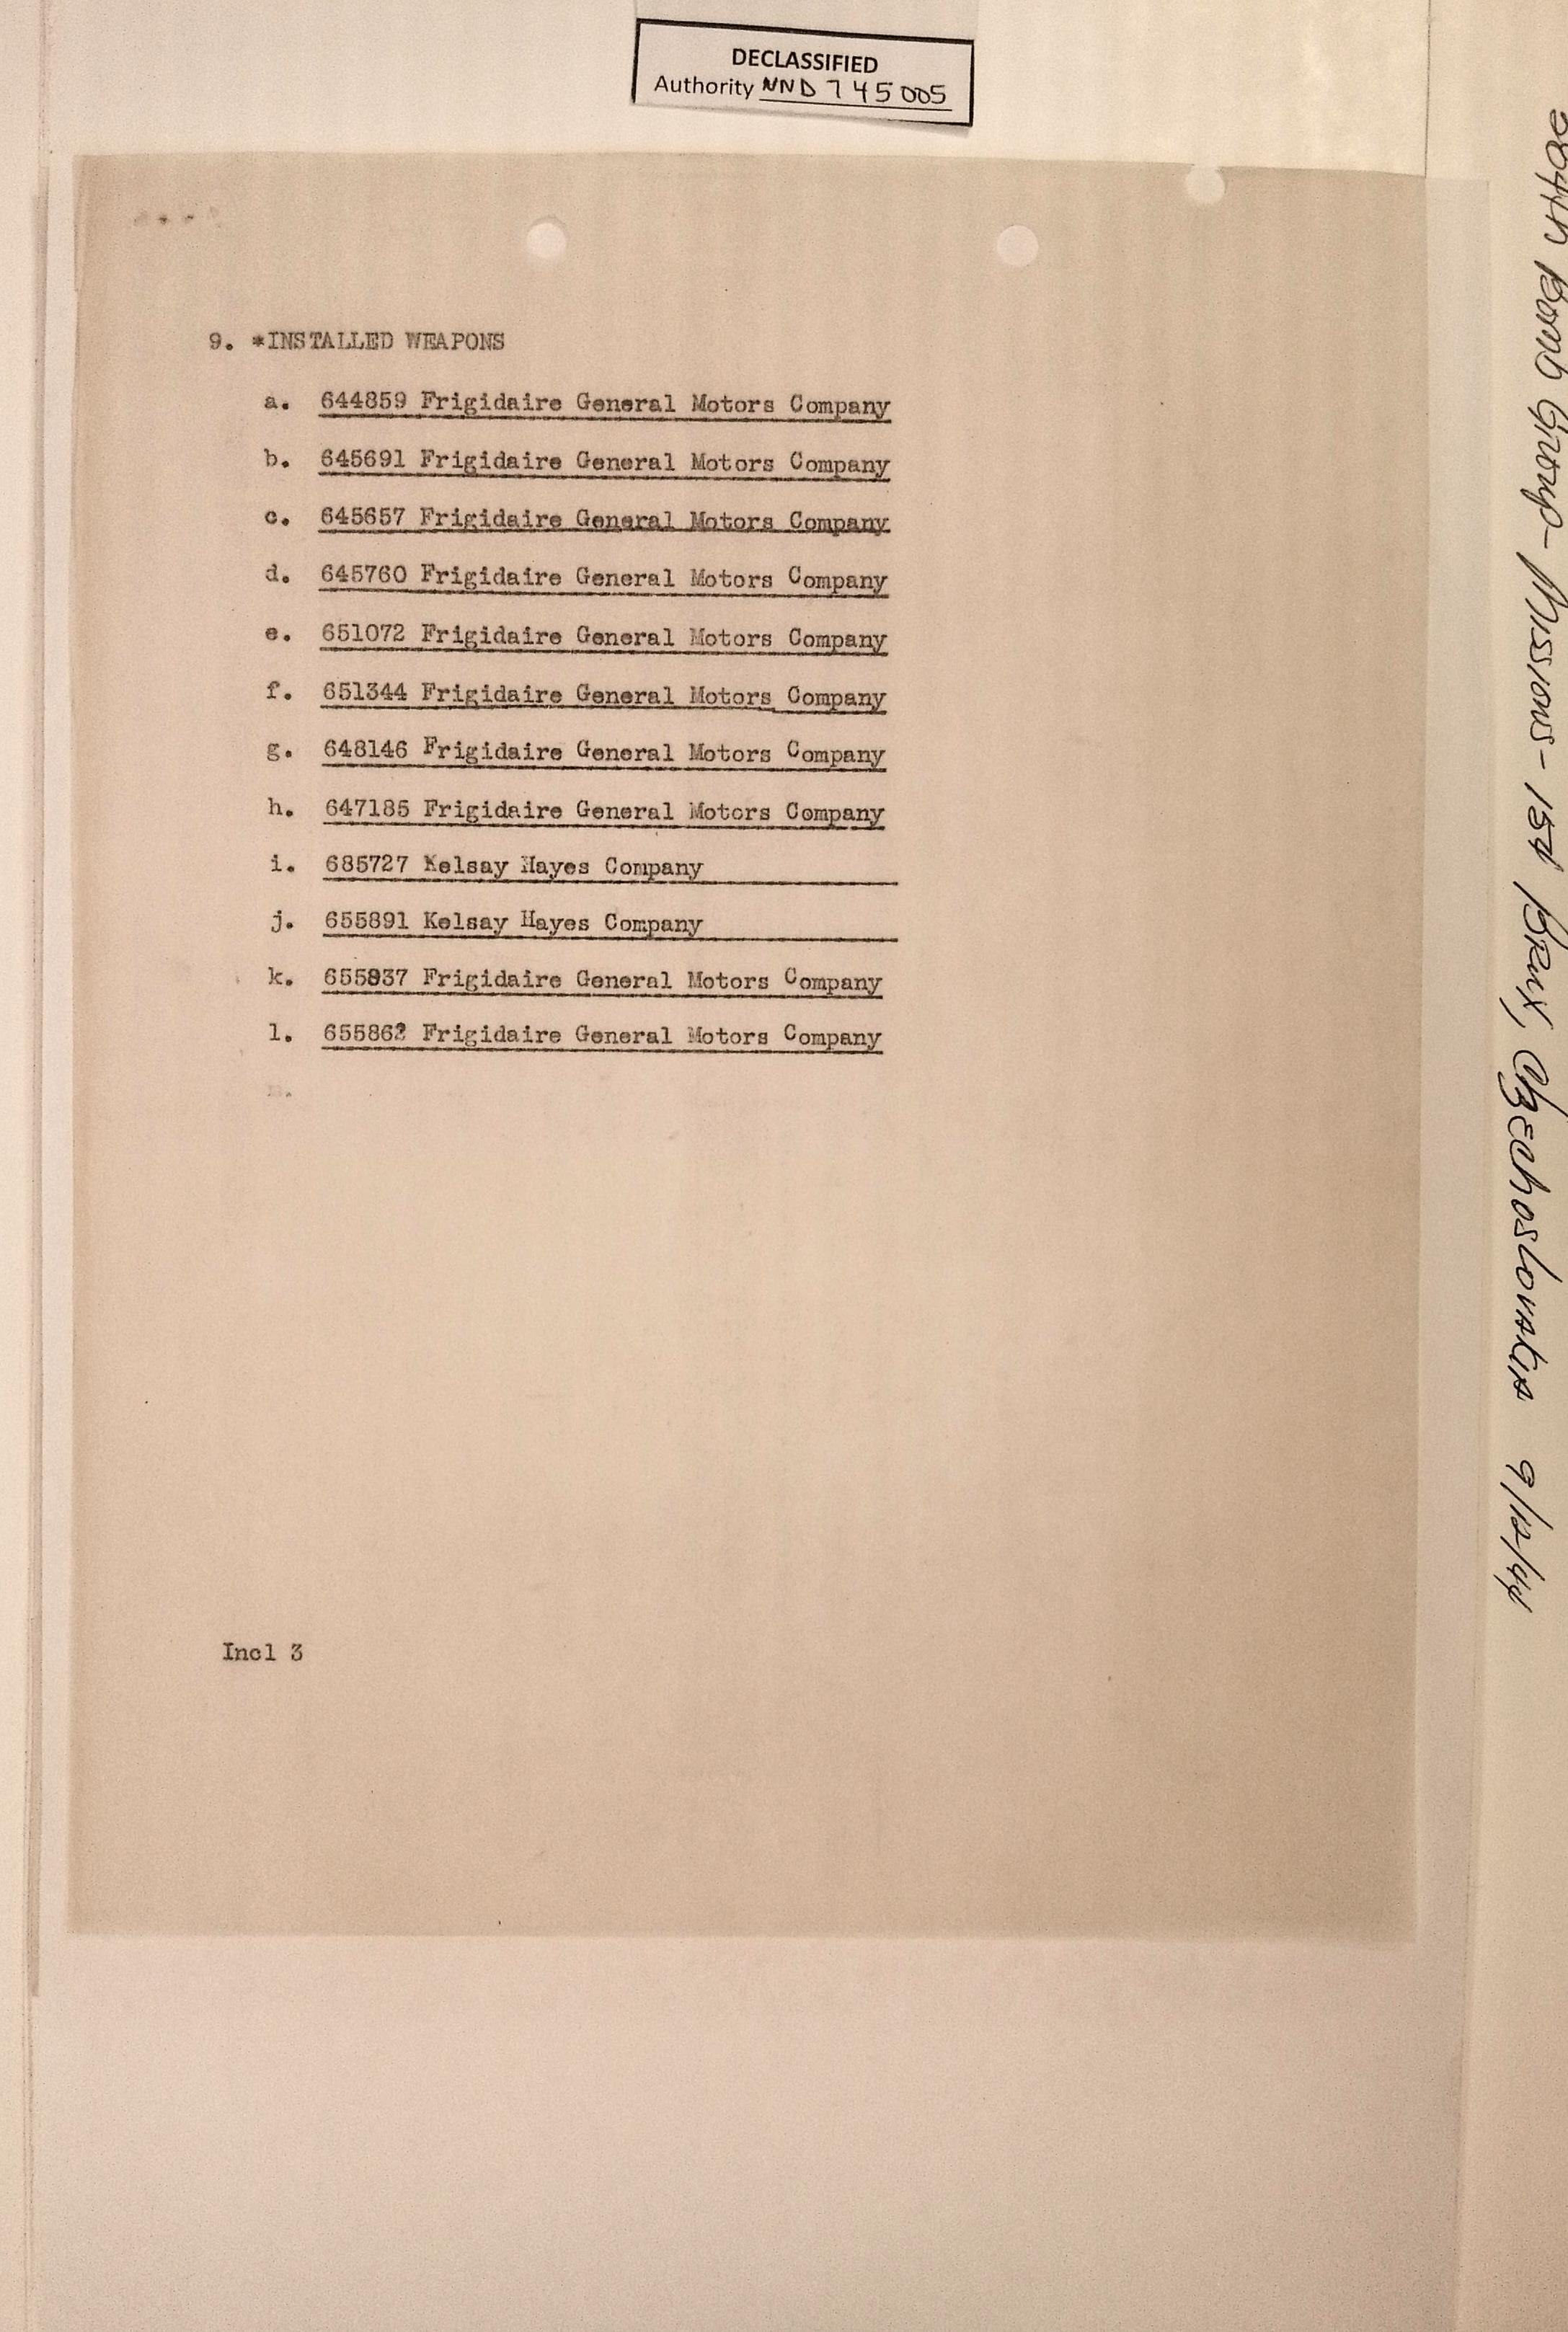 DECLASSIFIED
Authority NND 745005
9. *INSTALLED WEAPONS
a. 644859 Frigidaire General Motors Company
b. 645691 Frigidaire General Motors Company
c. 645657 Frigidaire General Motors Company
d. 645760 Frigidaire General Motors Company
e. 651072 Frigidaire General Motors Company
f. 651344 Frigidaire General Motors Company
g. 648146 Frigidaire General Motors Company
h. 647185 Frigidaire General Motors Company
i. 685727 Kelsay Hayes Company
j. 655891 Kelsay Hayes Company
k. 655937 Frigidaire General Motors Company
l. 655862 Frigidaire General Motors Company
m.
Incl 3
384th Bomb Group - Missions - 184 Brux, Czechoslovakia 9/12/44